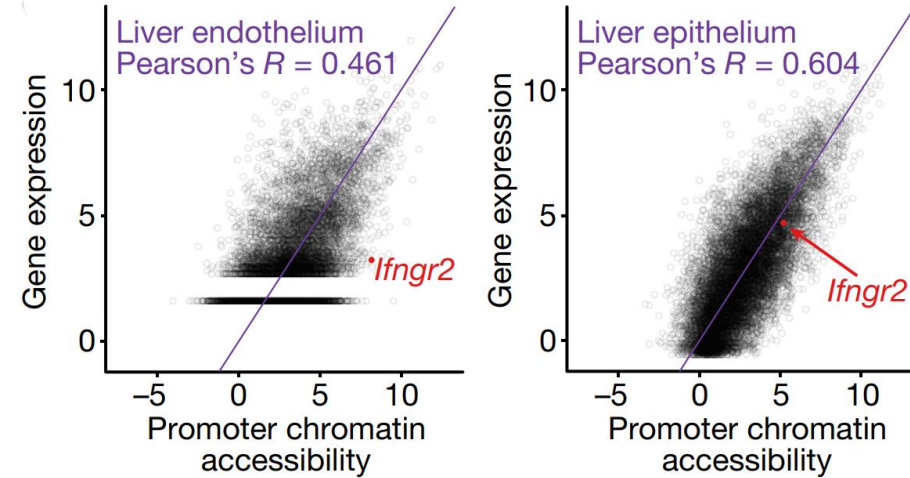 Liver endothelium
Pearson's R = 0.461
Gene expression
10
5
0
Ifngr2
–5 0 5 10
Promoter chromatin
accessibility
Liver epithelium
Pearson's R = 0.604
Gene expression
10
5
0
Ifngr2
–5 0 5 10
Promoter chromatin
accessibility